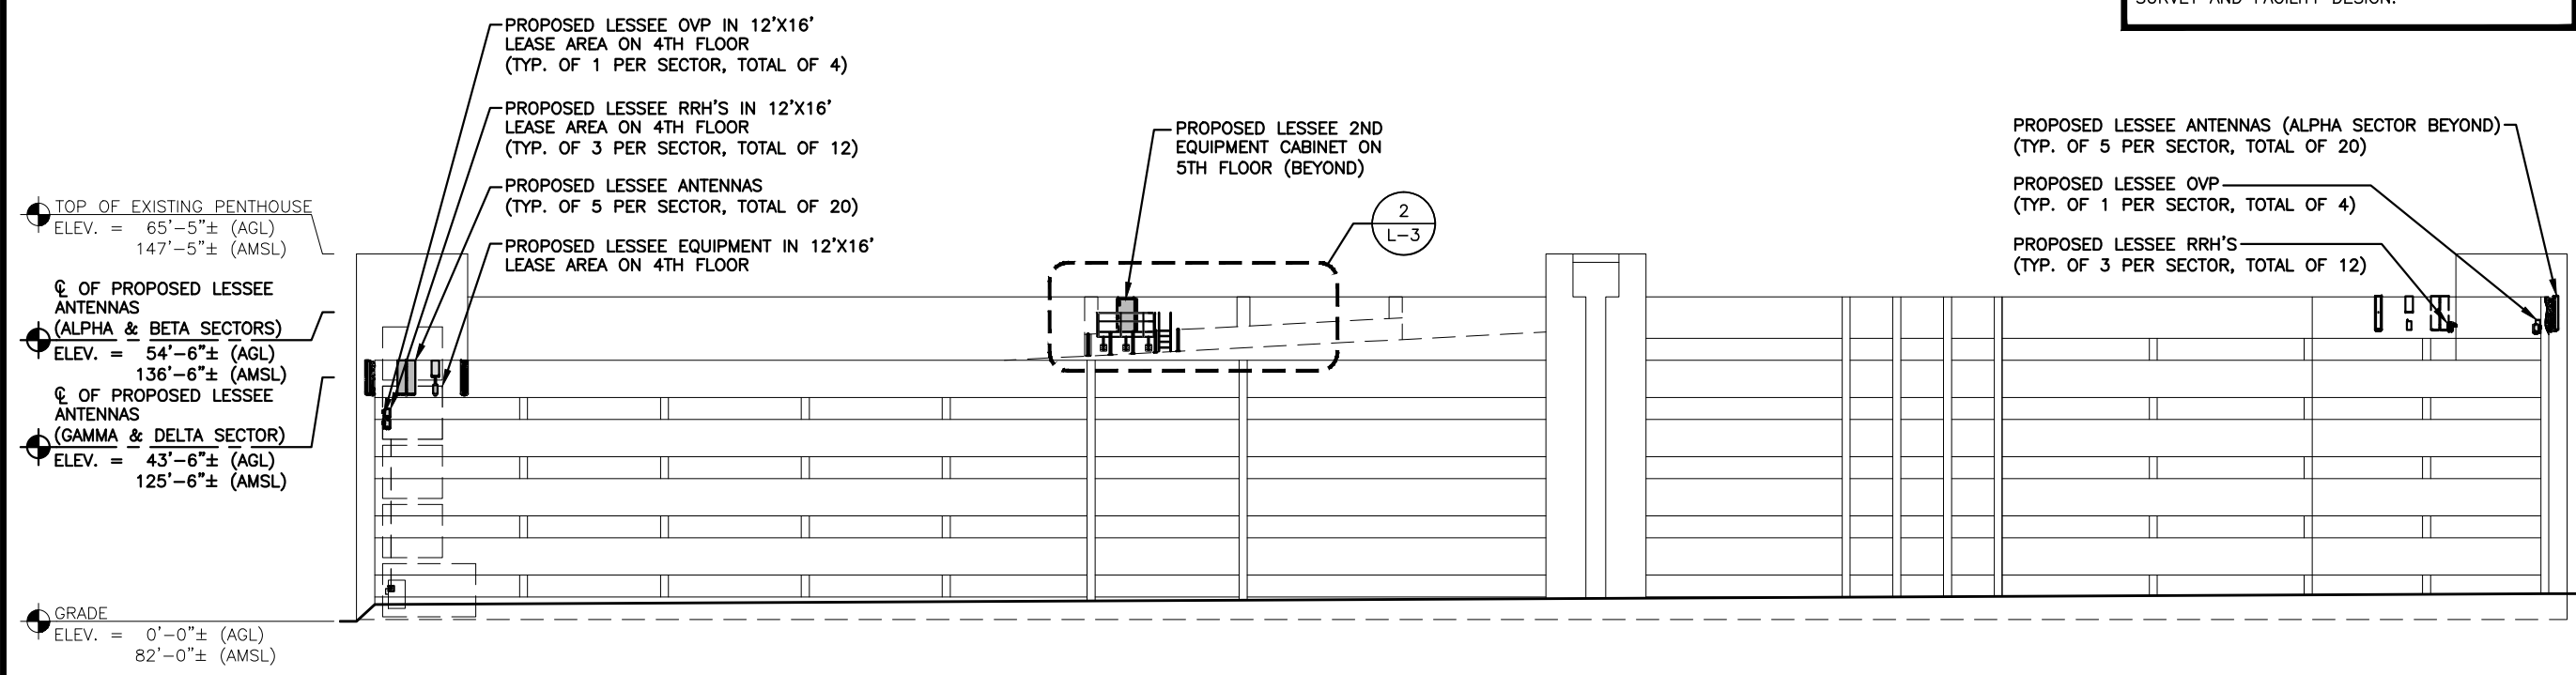 SURVEY AND FACILITY DESIGN.
PROPOSED LESSEE OVP IN 12'X16'
LEASE AREA ON 4TH FLOOR
(TYP. OF 1 PER SECTOR, TOTAL OF 4)
PROPOSED LESSEE RRH'S IN 12'X16'
LEASE AREA ON 4TH FLOOR
(TYP. OF 3 PER SECTOR, TOTAL OF 12)
PROPOSED LESSEE ANTENNAS
(TYP. OF 5 PER SECTOR, TOTAL OF 20)
PROPOSED LESSEE EQUIPMENT IN 12'X16'
LEASE AREA ON 4TH FLOOR
PROPOSED LESSEE 2ND
EQUIPMENT CABINET ON
5TH FLOOR (BEYOND)
2
L-3
PROPOSED LESSEE ANTENNAS (ALPHA SECTOR BEYOND)
(TYP. OF 5 PER SECTOR, TOTAL OF 20)
PROPOSED LESSEE OVP
(TYP. OF 1 PER SECTOR, TOTAL OF 4)
PROPOSED LESSEE RRH'S
(TYP. OF 3 PER SECTOR, TOTAL OF 12)
TOP OF EXISTING PENTHOUSE
ELEV. = 65'-5"± (AGL)
147'-5"± (AMSL)
℄ OF PROPOSED LESSEE
ANTENNAS
(ALPHA & BETA SECTORS)
ELEV. = 54'-6"± (AGL)
136'-6"± (AMSL)
℄ OF PROPOSED LESSEE
ANTENNAS
(GAMMA & DELTA SECTOR)
ELEV. = 43'-6"± (AGL)
125'-6"± (AMSL)
GRADE
ELEV. = 0'-0"± (AGL)
82'-0"± (AMSL)